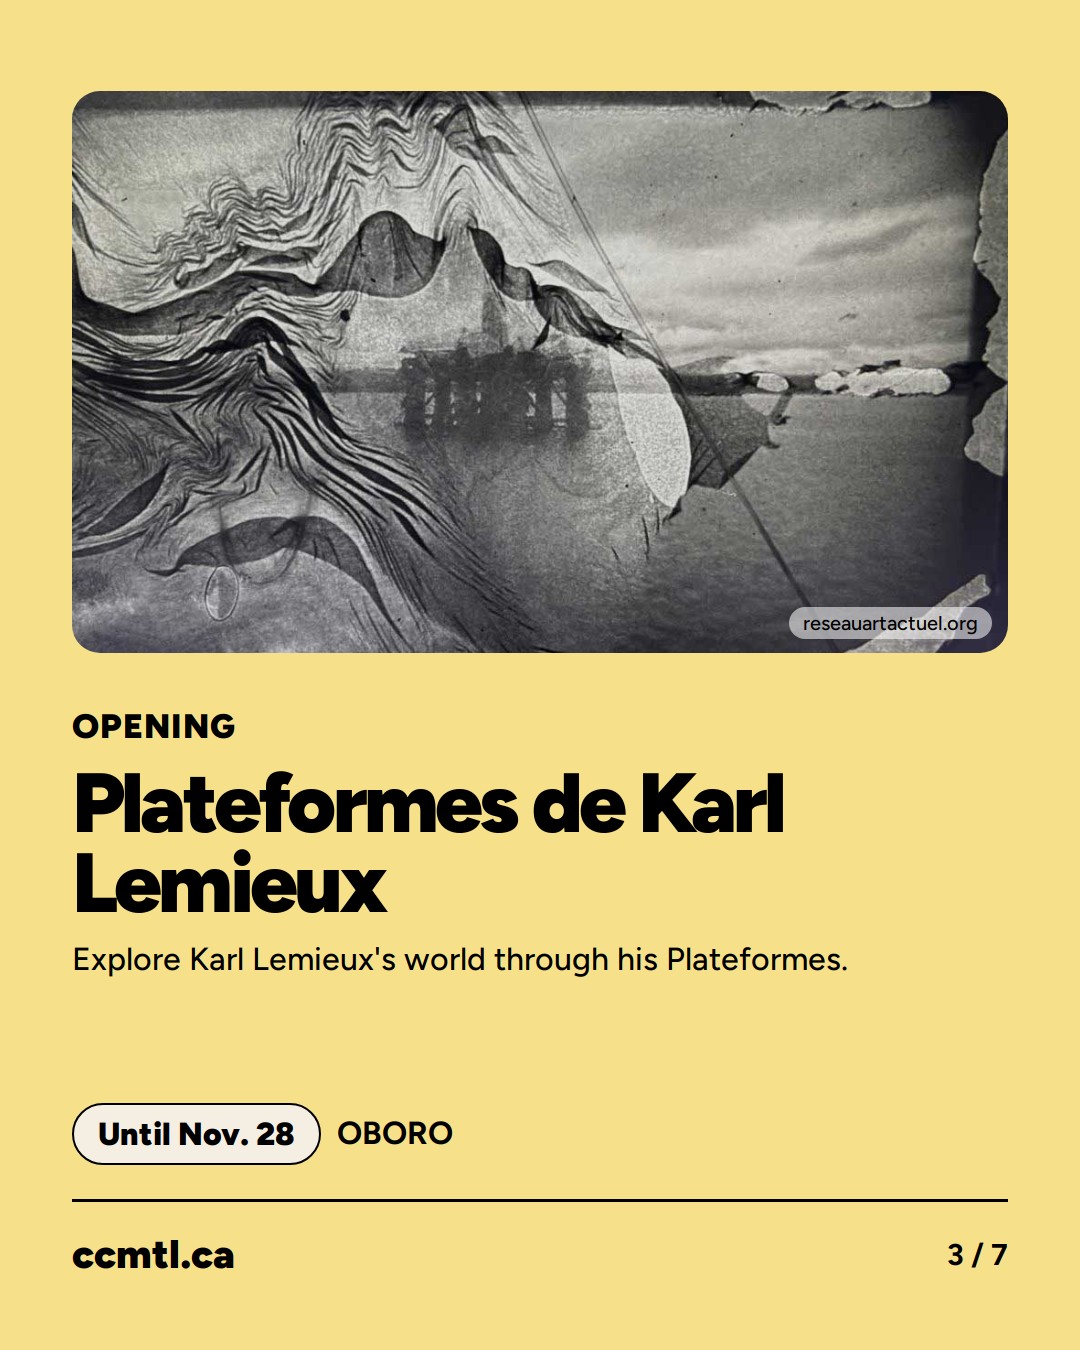 reseauartactuel.org
OPENING
Plateformes de Karl
Lemieux
Explore Karl Lemieux's world through his Plateformes.
Until Nov. 28 OBORO
ccmtl.ca 3 / 7